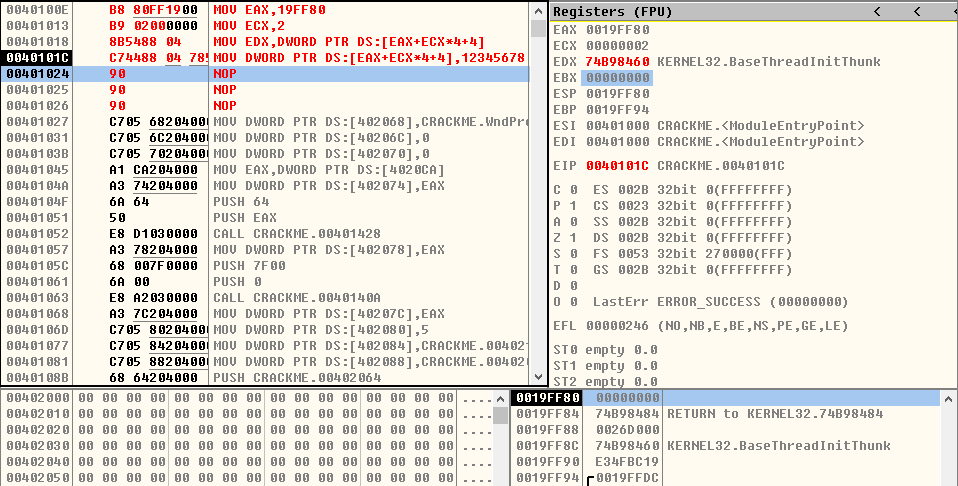 0040100E B8 80FF1900 MOV EAX,19FF80
00401013 B9 02000000 MOV ECX,2
00401018 8B5488 04 MOV EDX,DWORD PTR DS:[EAX+ECX*4+4]
0040101C C74488 04 785 MOV DWORD PTR DS:[EAX+ECX*4+4],12345678
00401024 90 NOP
00401025 90 NOP
00401026 90 NOP
00401027 C705 68204000 MOV DWORD PTR DS:[402068],CRACKME.WndPro
00401031 C705 6C204000 MOV DWORD PTR DS:[40206C],0
0040103B C705 70204000 MOV DWORD PTR DS:[402070],0
00401045 A1 CA204000 MOV EAX,DWORD PTR DS:[4020CA]
0040104A A3 74204000 MOV DWORD PTR DS:[402074],EAX
0040104F 6A 64 PUSH 64
00401051 50 PUSH EAX
00401052 E8 D1030000 CALL CRACKME.00401428
00401057 A3 78204000 MOV DWORD PTR DS:[402078],EAX
0040105C 68 007F0000 PUSH 7F00
00401061 6A 00 PUSH 0
00401063 E8 A2030000 CALL CRACKME.0040140A
00401068 A3 7C204000 MOV DWORD PTR DS:[40207C],EAX
0040106D C705 80204000 MOV DWORD PTR DS:[402080],5
00401077 C705 84204000 MOV DWORD PTR DS:[402084],CRACKME.004021
00401081 C705 88204000 MOV DWORD PTR DS:[402088],CRACKME.004020
0040108B 68 64204000 PUSH CRACKME.00402064
Registers (FPU) < < <
EAX 0019FF80
ECX 00000002
EDX 74B98460 KERNEL32.BaseThreadInitThunk
EBX 00000000
ESP 0019FF80
EBP 0019FF94
ESI 00401000 CRACKME.<ModuleEntryPoint>
EDI 00401000 CRACKME.<ModuleEntryPoint>
EIP 0040101C CRACKME.0040101C
C 0 ES 002B 32bit 0(FFFFFFFF)
P 1 CS 0023 32bit 0(FFFFFFFF)
A 0 SS 002B 32bit 0(FFFFFFFF)
Z 1 DS 002B 32bit 0(FFFFFFFF)
S 0 FS 0053 32bit 270000(FFF)
T 0 GS 002B 32bit 0(FFFFFFFF)
D 0
O 0 LastErr ERROR_SUCCESS (00000000)
EFL 00000246 (NO,NB,E,BE,NS,PE,GE,LE)
ST0 empty 0.0
ST1 empty 0.0
ST2 empty 0.0
00402000 00 00 00 00 00 00 00 00 00 00 00 00 00 00 00 00 ....
00402010 00 00 00 00 00 00 00 00 00 00 00 00 00 00 00 00 ....
00402020 00 00 00 00 00 00 00 00 00 00 00 00 00 00 00 00 ....
00402030 00 00 00 00 00 00 00 00 00 00 00 00 00 00 00 00 ....
00402040 00 00 00 00 00 00 00 00 00 00 00 00 00 00 00 00 ....
00402050 00 00 00 00 00 00 00 00 00 00 00 00 00 00 00 00 ....
0019FF80 00000000
0019FF84 74B98484 RETURN to KERNEL32.74B98484
0019FF88 0026D000
0019FF8C 74B98460 KERNEL32.BaseThreadInitThunk
0019FF90 E34FBC19
0019FF94 0019FFDC